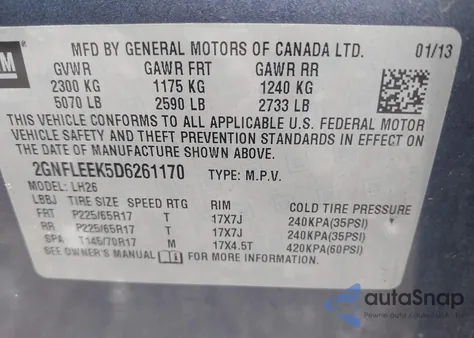 GM
MFD BY GENERAL MOTORS OF CANADA LTD. 01/13
GVWR GAWR FRT GAWR RR
2300 KG 1175 KG 1240 KG
5070 LB 2590 LB 2733 LB
THIS VEHICLE CONFORMS TO ALL APPLICABLE U.S. FEDERAL MOTOR
VEHICLE SAFETY AND THEFT PREVENTION STANDARDS IN EFFECT ON
THE DATE OF MANUFACTURE SHOWN ABOVE.
2GNFLEEK5D6261170 TYPE: M.P.V.
MODEL: LH26
LBBJ TIRE SIZE SPEED RTG RIM COLD TIRE PRESSURE
FRT P225/65R17 T 17X7J 240KPA(35PSI)
RR P225/65R17 T 17X7J 240KPA(35PSI)
SPA T145/70R17 M 17X4.5T 420KPA(60PSI)
SEE OWNER'S MANUAL FOR MORE INFORMATION.
autoSnap